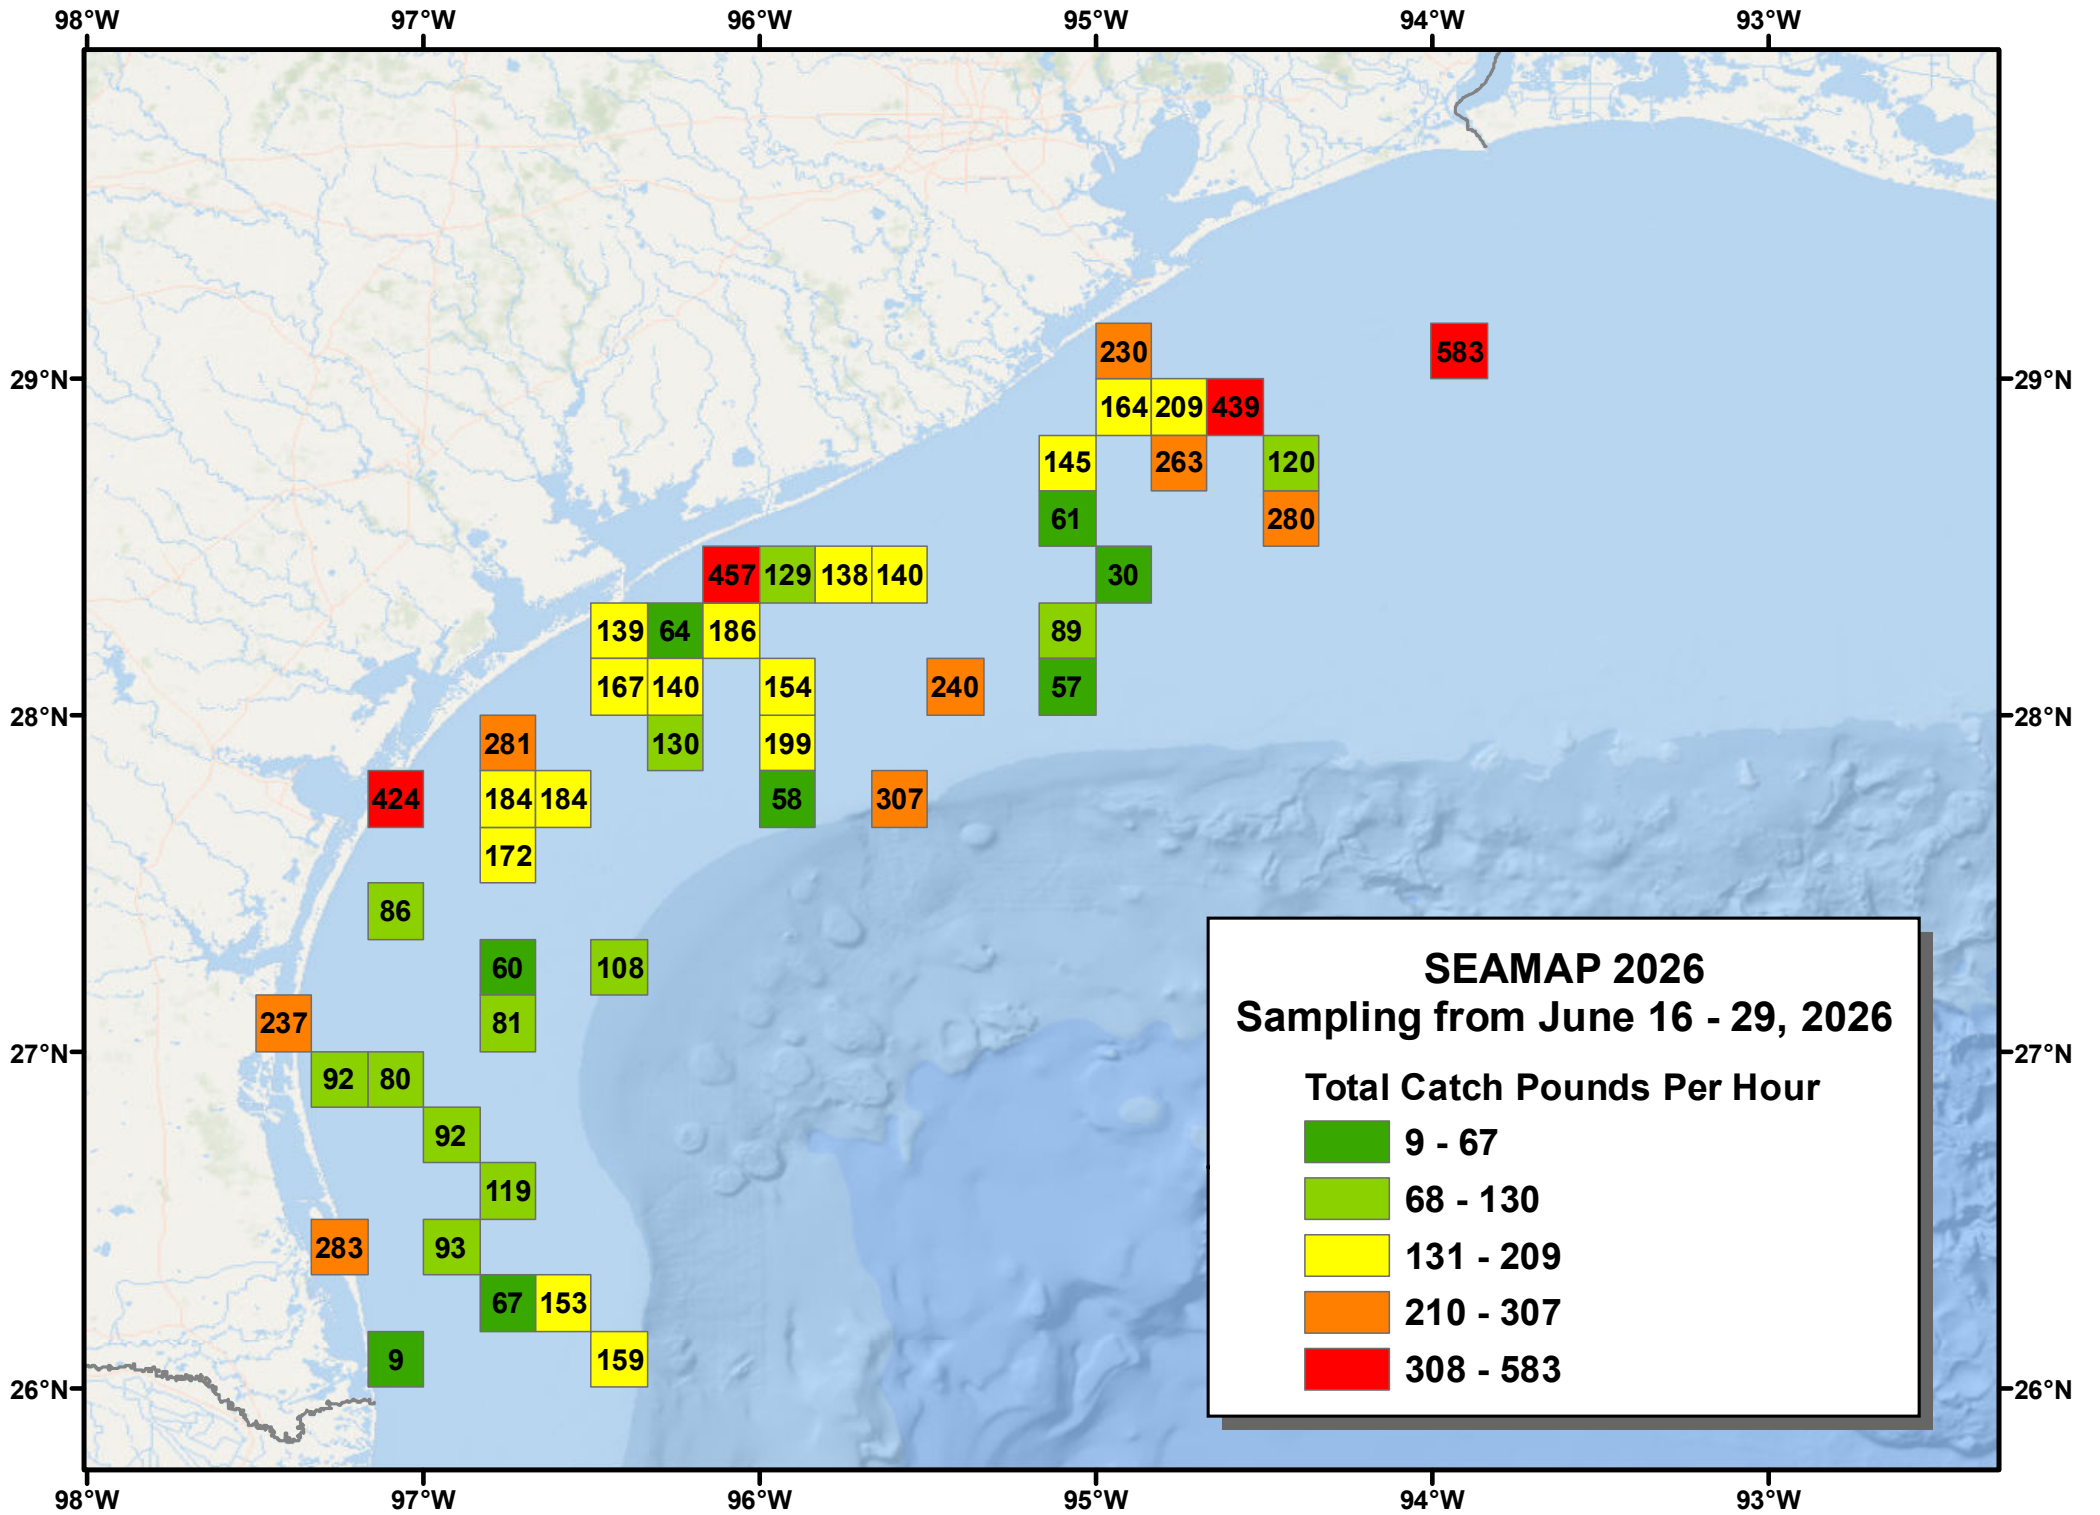 98°W 97°W 96°W 95°W 94°W 93°W
230 583
29°N 29°N
164 209 439
145 263 120
61 280
457 129 138 140 30
139 64 186 89
167 140 154 240 57
28°N 28°N
281 130 199
424 184 184 58 307
172
86
60 108
SEAMAP 2026
237 81
Sampling from June 16 - 29, 2026
27°N 27°N
92 80
Total Catch Pounds Per Hour
92
9 - 67
119
68 - 130
283 93
131 - 209
67 153
210 - 307
9 159
308 - 583
26°N 26°N
98°W 97°W 96°W 95°W 94°W 93°W